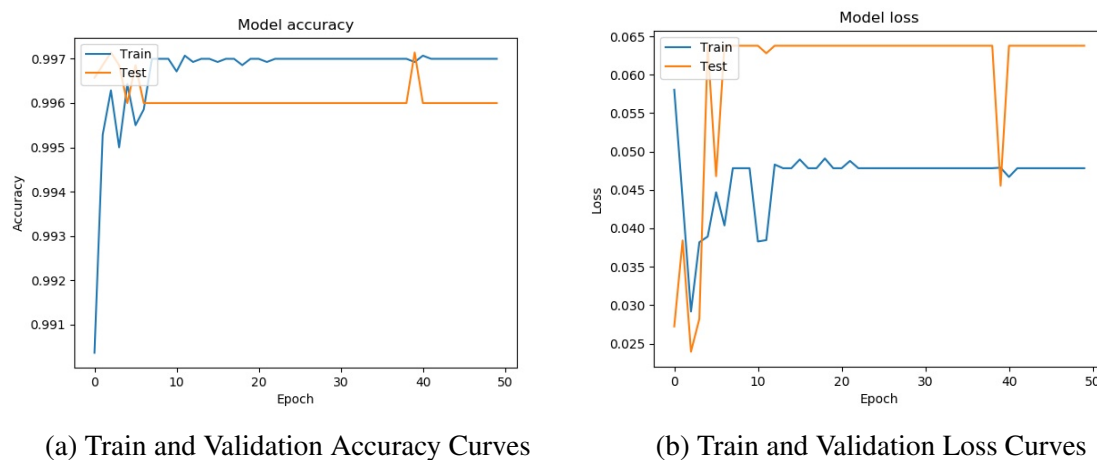 Model accuracy
0.997
0.996
0.995
0.994
0.993
0.992
0.991
Accuracy
Train
Test
0 10 20 30 40 50
Epoch
(a) Train and Validation Accuracy Curves
Model loss
0.065
0.060
0.055
0.050
0.045
0.040
0.035
0.030
0.025
Loss
Train
Test
0 10 20 30 40 50
Epoch
(b) Train and Validation Loss Curves